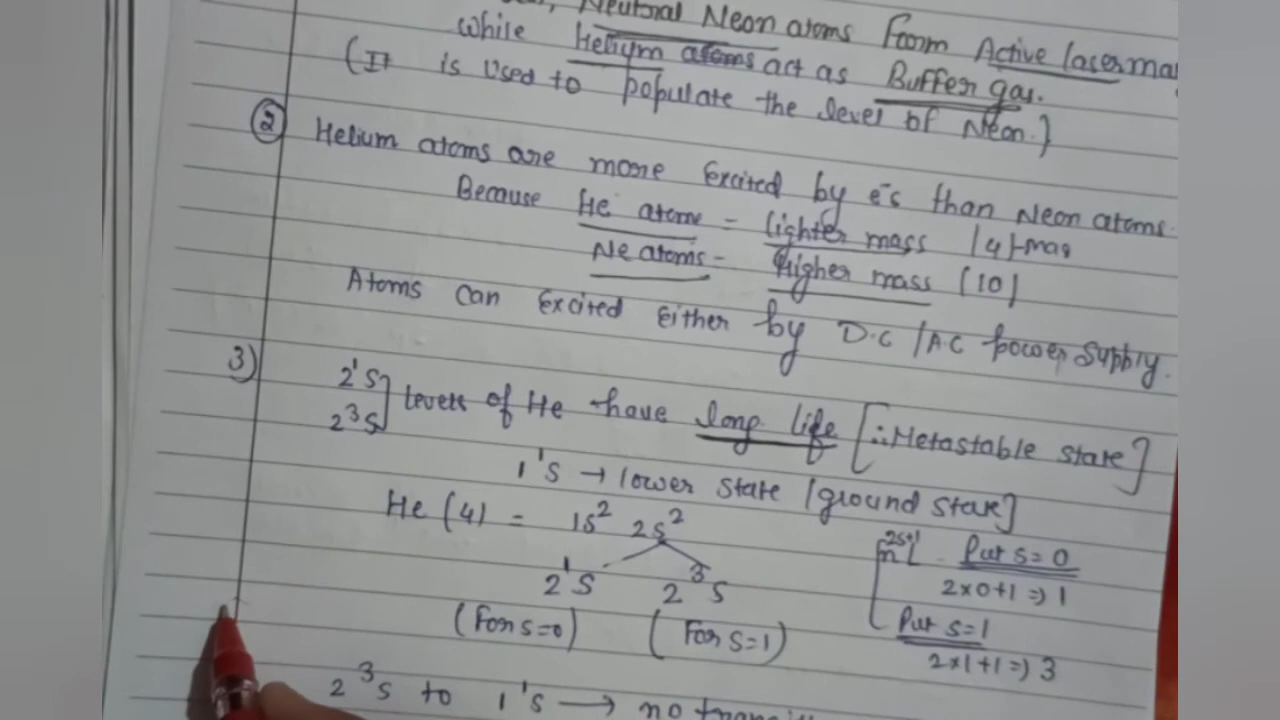 Neutral Neon atoms Form Active laser
while Helium atoms act as Buffer gas.
(It is used to populate the level of Neon.)
② Helium atoms are more Excited by e⁻s than Neon atoms.
Because He atoms = lighter mass (4)
Ne atoms - Higher mass (10)
Atoms can Excited Either by D.C /A.C power supply.
3) 2¹S
2³S ] levels of He have long life [∴Metastable state]
1¹S → lower state (ground state)
He (4) = 1s² 2s²
2¹S 2³S
(For s=0) (For s=1)
n²ˢ⁺¹L Put s=0
2×0+1 ⇒ 1
Put s=1
2×1+1 ⇒ 3
2³S to 1¹S → no